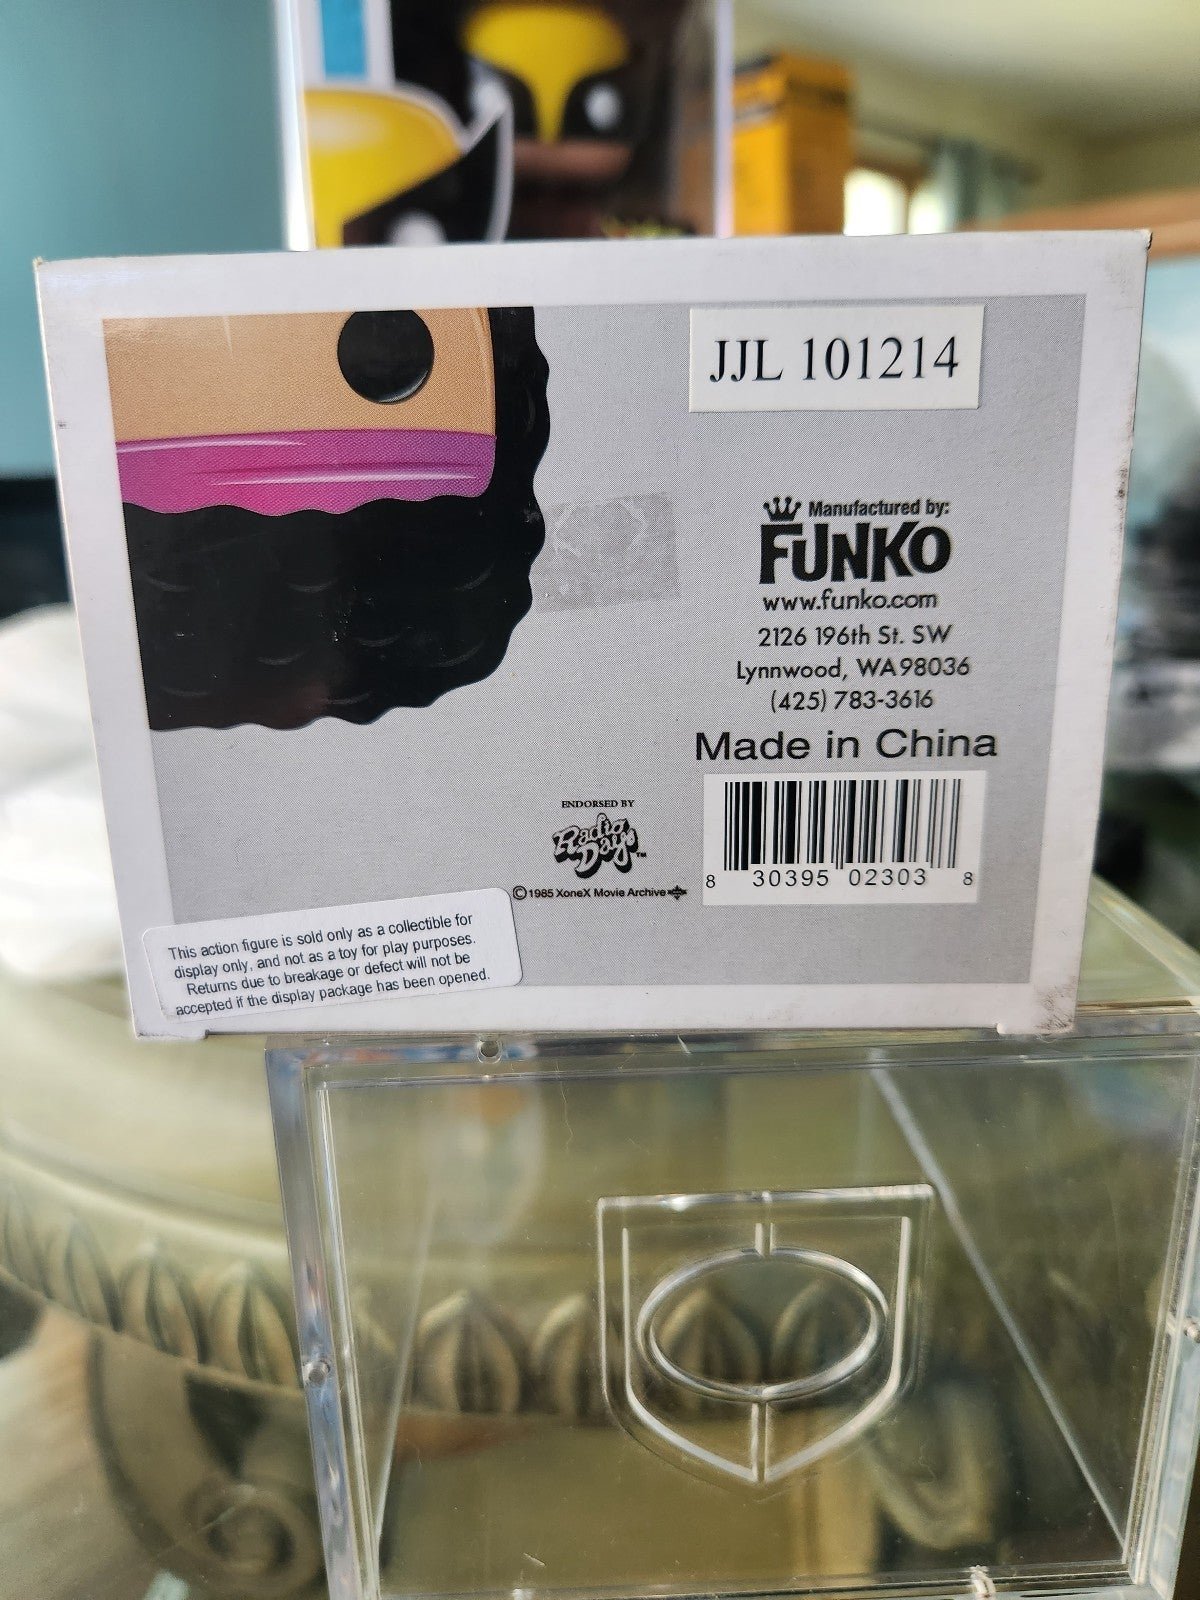 JJL 101214
Manufactured by:
FUNKO
www.funko.com
2126 196th St. SW
Lynnwood, WA 98036
(425) 783-3616
Made in China
ENDORSED BY
Radio
Days™
©1985 XoneX Movie Archive
8 30395 02303 8
This action figure is sold only as a collectible for
display only, and not as a toy for play purposes.
Returns due to breakage or defect will not be
accepted if the display package has been opened.